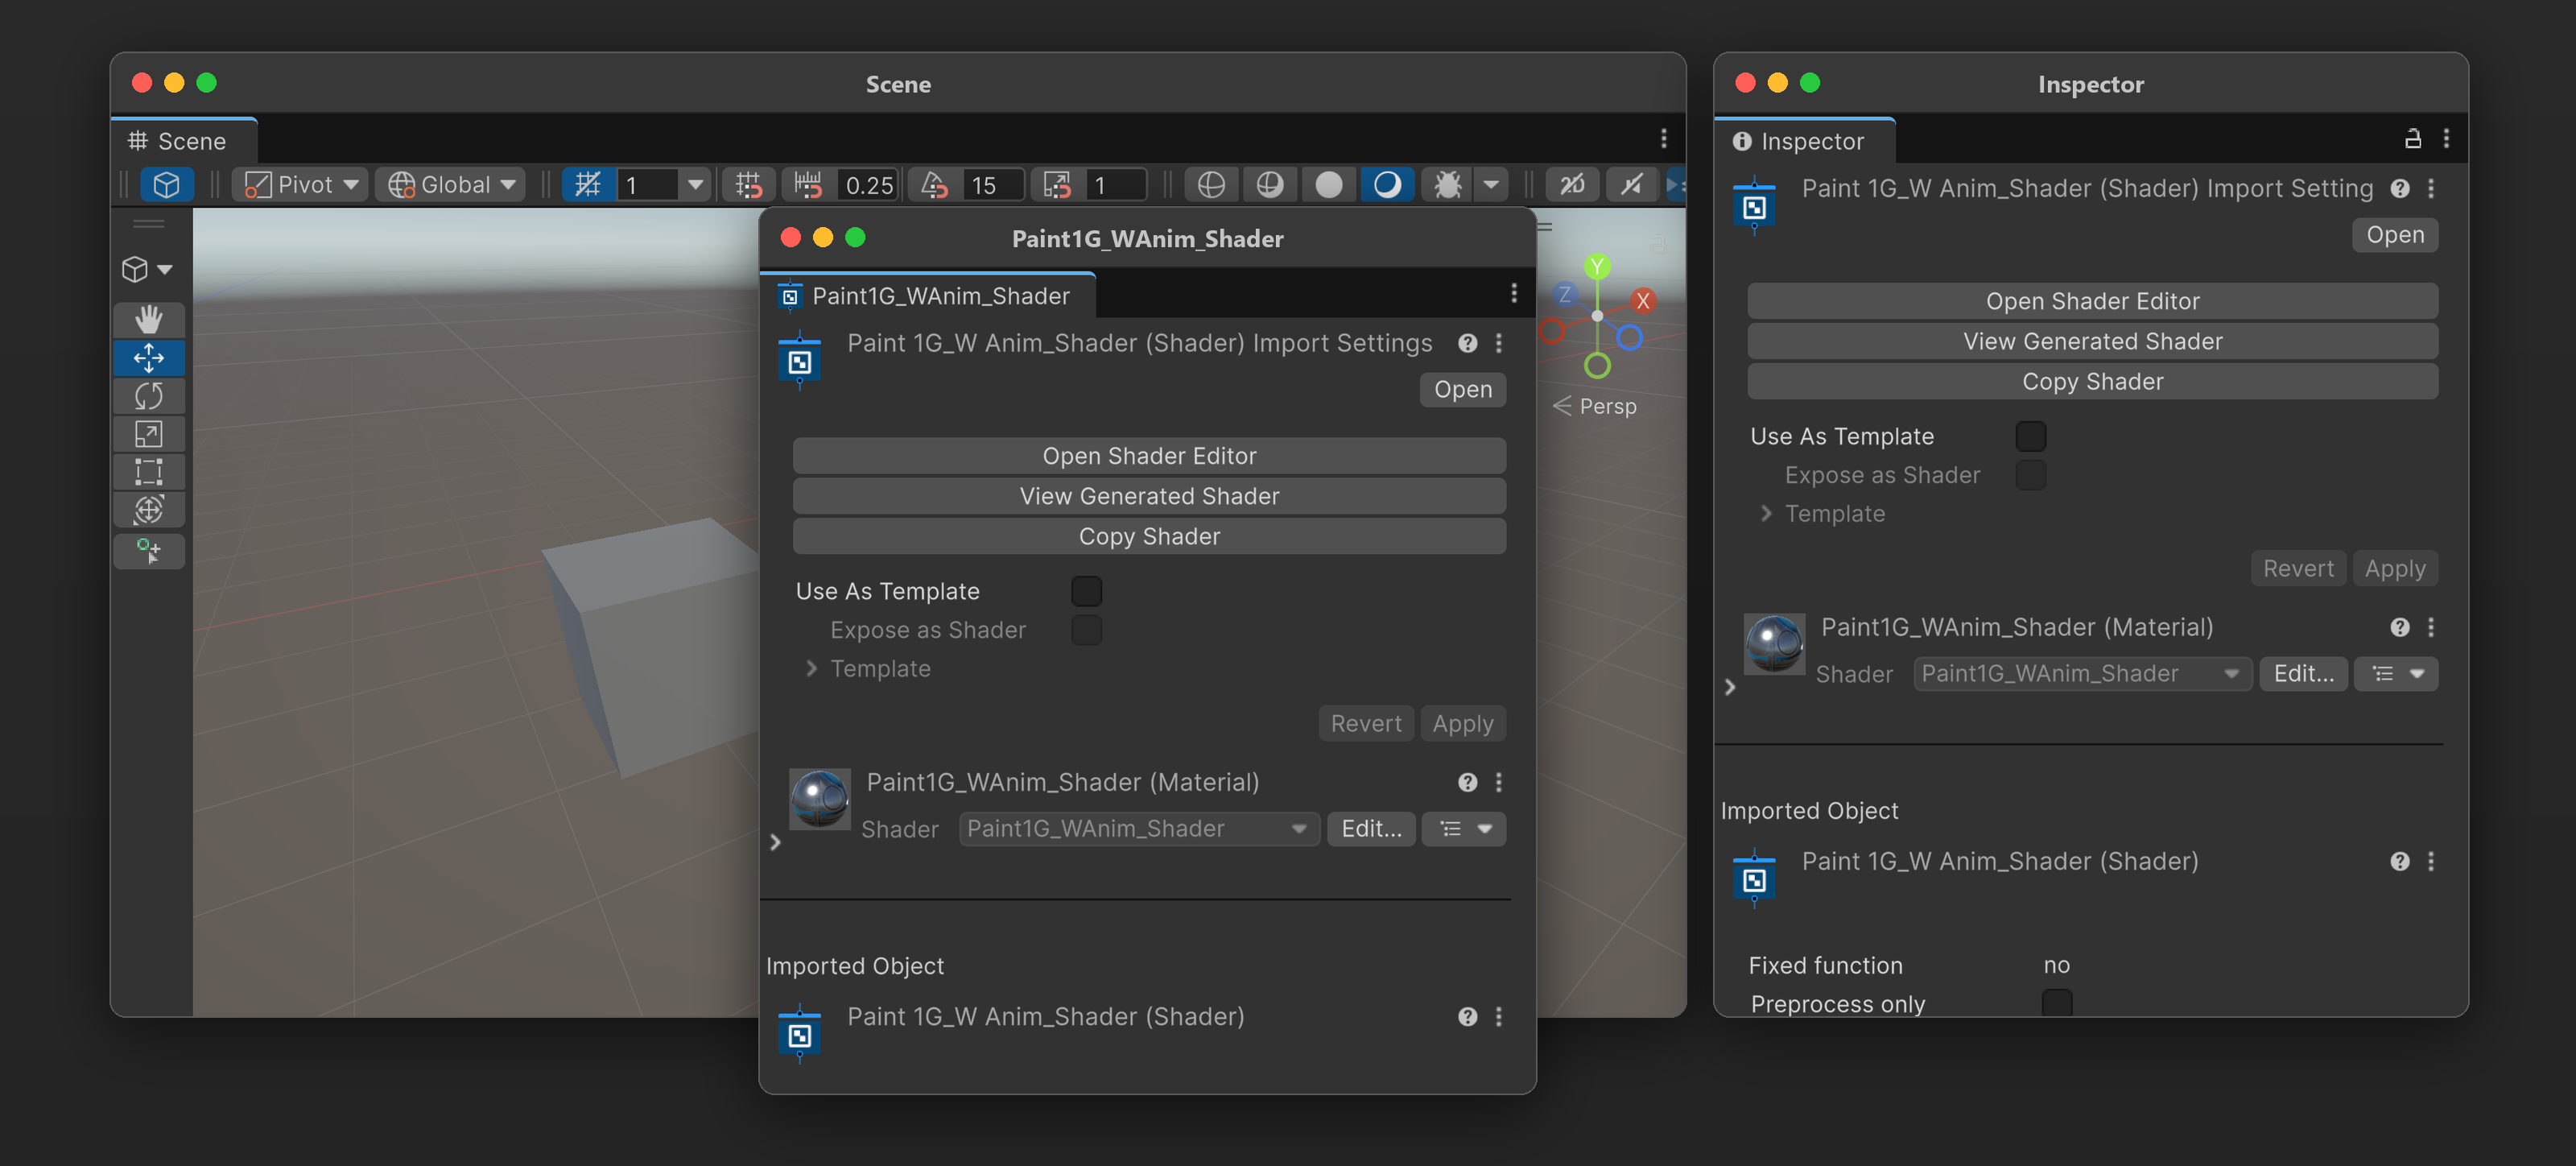 Scene
Scene
Pivot
Global
1
0.25
15
1
2D
Y
Z
X
Persp
Paint1G_WAnim_Shader
Paint1G_WAnim_Shader
Paint 1G_W Anim_Shader (Shader) Import Settings
Open
Open Shader Editor
View Generated Shader
Copy Shader
Use As Template
Expose as Shader
Template
Revert Apply
Paint1G_WAnim_Shader (Material)
Shader Paint1G_WAnim_Shader Edit...
Imported Object
Paint 1G_W Anim_Shader (Shader)
Inspector
Inspector
Paint 1G_W Anim_Shader (Shader) Import Setting
Open
Open Shader Editor
View Generated Shader
Copy Shader
Use As Template
Expose as Shader
Template
Revert Apply
Paint1G_WAnim_Shader (Material)
Shader Paint1G_WAnim_Shader Edit...
Imported Object
Paint 1G_W Anim_Shader (Shader)
Fixed function no
Preprocess only